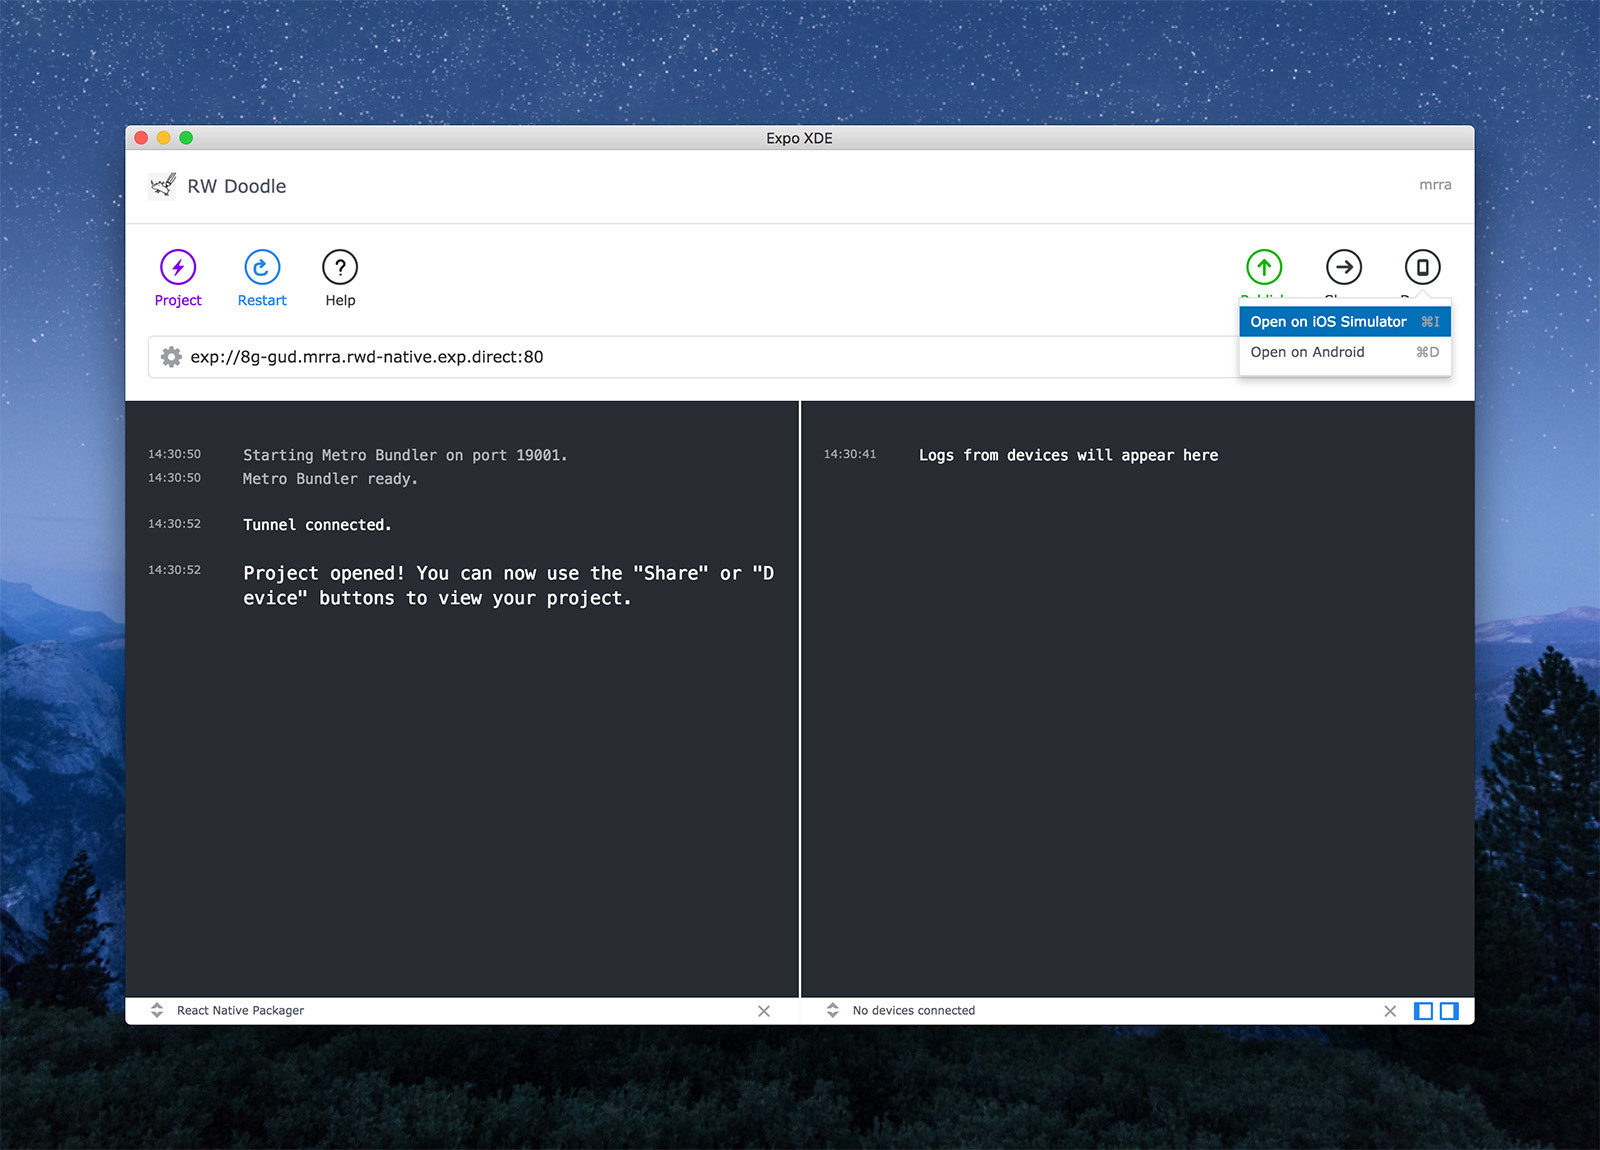 Expo XDE
RW Doodle
mrra
Project
Restart
?
Help
Open on iOS Simulator ⌘I
Open on Android ⌘D
exp://8g-gud.mrra.rwd-native.exp.direct:80
14:30:50 Starting Metro Bundler on port 19001.
14:30:50 Metro Bundler ready.
14:30:52 Tunnel connected.
14:30:52 Project opened! You can now use the "Share" or "D
evice" buttons to view your project.
14:30:41 Logs from devices will appear here
React Native Packager
No devices connected